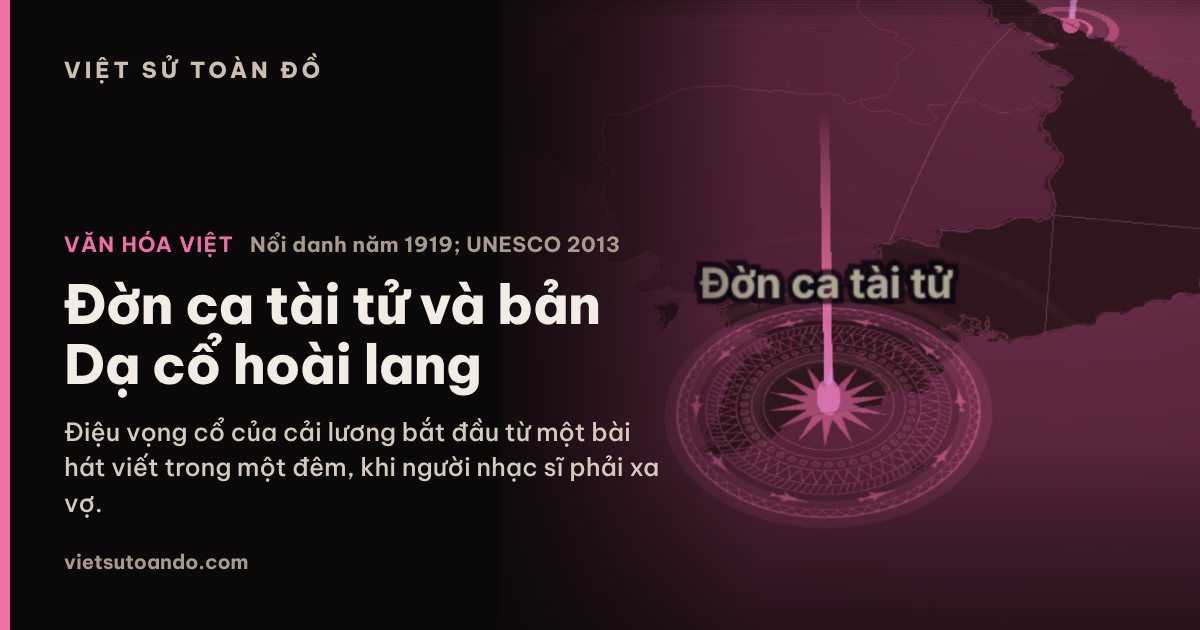 VIỆT SỬ TOÀN ĐỒ
VĂN HÓA VIỆT Nổi danh năm 1919; UNESCO 2013
Đờn ca tài tử và bản
Dạ cổ hoài lang
Điệu vọng cổ của cải lương bắt đầu từ một bài
hát viết trong một đêm, khi người nhạc sĩ phải xa
vợ.
vietsutoando.com
Đờn ca tài tử